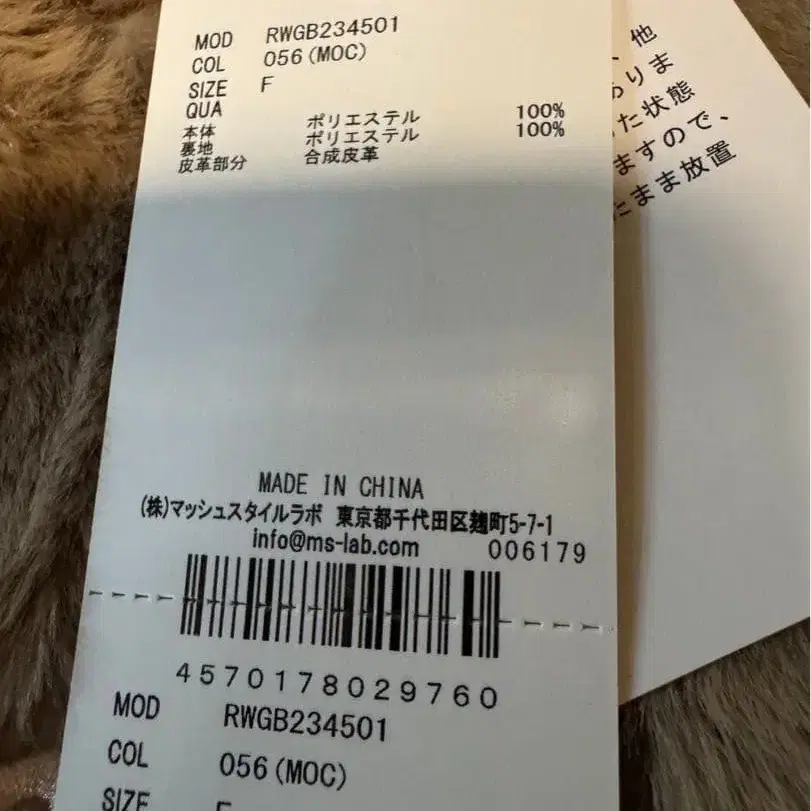 MOD RWGB234501
COL 056(MOC)
SIZE F
QUA
本体 ポリエステル 100%
裏地 ポリエステル 100%
皮革部分 合成皮革
MADE IN CHINA
(株)マッシュスタイルラボ 東京都千代田区麹町5-7-1
info@ms-lab.com 006179
4570178029760
MOD RWGB234501
COL 056(MOC)
SIZE F
、他
ありま
た状態
ますので、
たまま放置